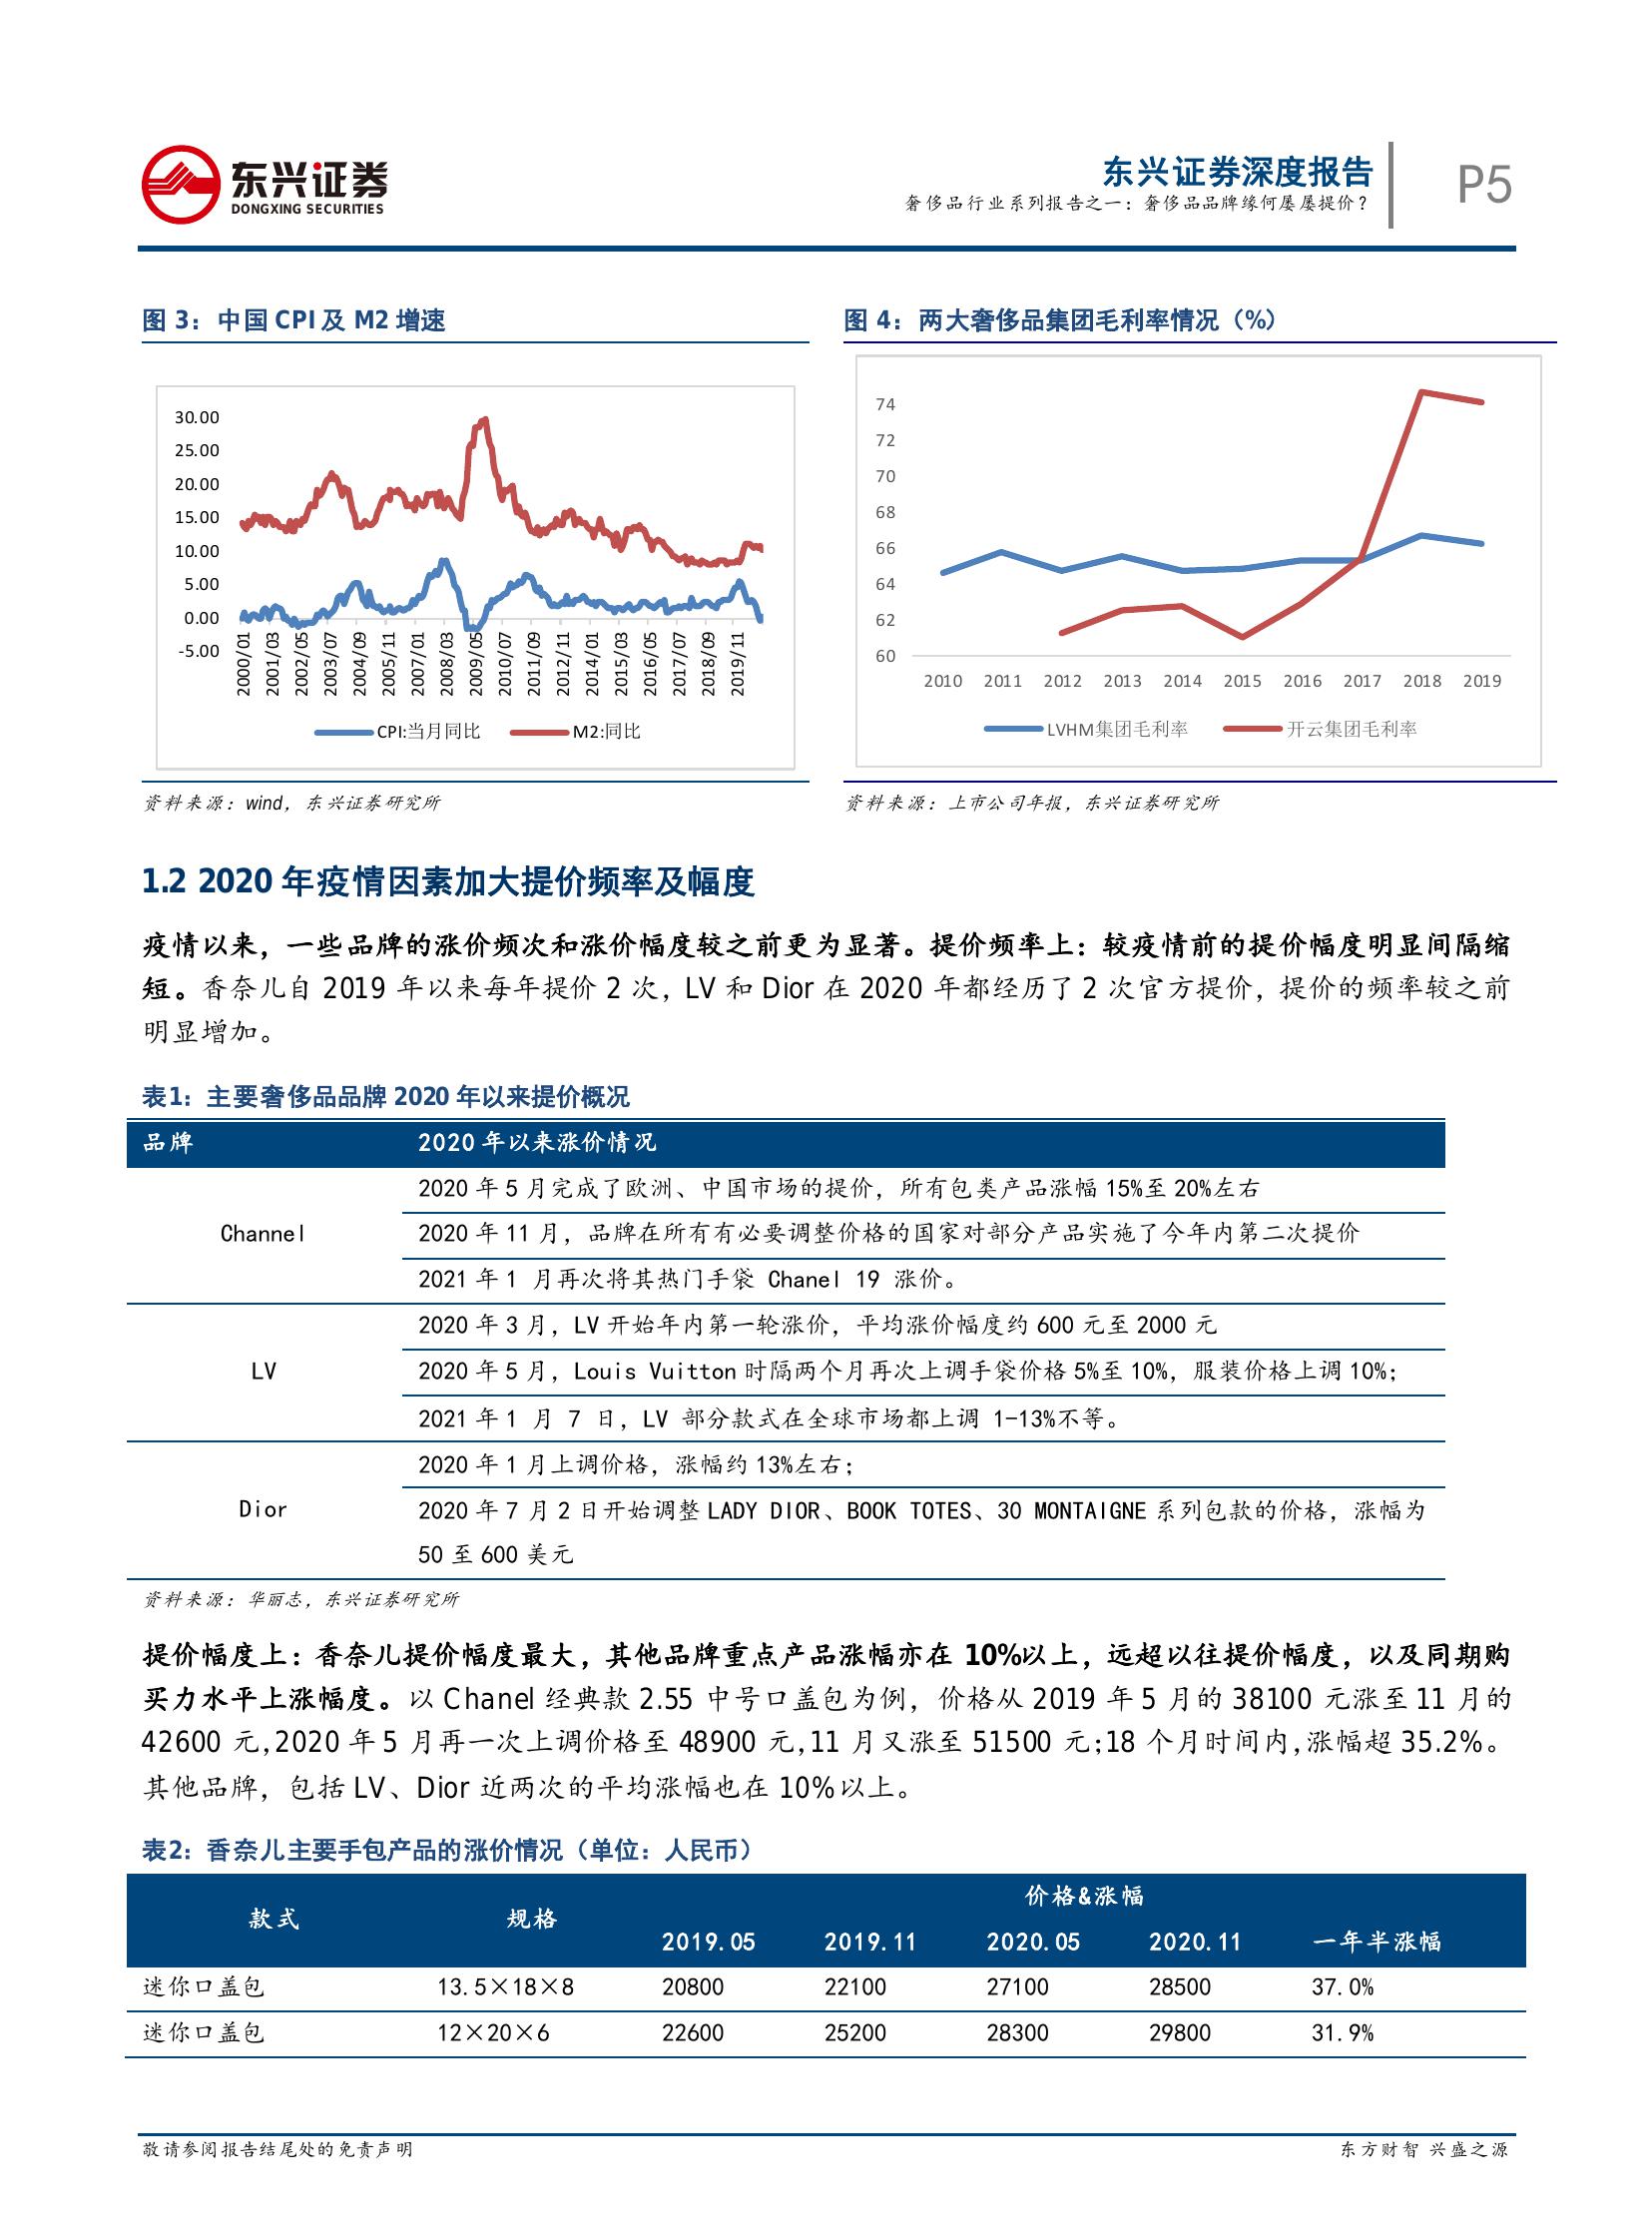 东兴证券
DONGXING SECURITIES
东兴证券深度报告
奢侈品行业系列报告之一：奢侈品品牌缘何屡屡提价？
P5
图 3：中国 CPI 及 M2 增速
30.00
25.00
20.00
15.00
10.00
5.00
0.00
-5.00
2000/01
2001/03
2002/05
2003/07
2004/09
2005/11
2007/01
2008/03
2009/05
2010/07
2011/09
2012/11
2014/01
2015/03
2016/05
2017/07
2018/09
2019/11
CPI:当月同比
M2:同比
资料来源：wind，东兴证券研究所
图 4：两大奢侈品集团毛利率情况（%）
74
72
70
68
66
64
62
60
2010 2011 2012 2013 2014 2015 2016 2017 2018 2019
LVHM集团毛利率
开云集团毛利率
资料来源：上市公司年报，东兴证券研究所
1.2 2020 年疫情因素加大提价频率及幅度
疫情以来，一些品牌的涨价频次和涨价幅度较之前更为显著。提价频率上：较疫情前的提价幅度明显间隔缩
短。香奈儿自 2019 年以来每年提价 2 次，LV 和 Dior 在 2020 年都经历了 2 次官方提价，提价的频率较之前
明显增加。
表1：主要奢侈品品牌 2020 年以来提价概况
品牌 2020 年以来涨价情况
2020 年 5 月完成了欧洲、中国市场的提价，所有包类产品涨幅 15%至 20%左右
Channel
2020 年 11 月，品牌在所有有必要调整价格的国家对部分产品实施了今年内第二次提价
2021 年 1 月再次将其热门手袋 Chanel 19 涨价。
2020 年 3 月，LV 开始年内第一轮涨价，平均涨价幅度约 600 元至 2000 元
LV
2020 年 5 月，Louis Vuitton 时隔两个月再次上调手袋价格 5%至 10%，服装价格上调 10%；
2021 年 1 月 7 日，LV 部分款式在全球市场都上调 1-13%不等。
2020 年 1 月上调价格，涨幅约 13%左右；
Dior
2020 年 7 月 2 日开始调整 LADY DIOR、BOOK TOTES、30 MONTAIGNE 系列包款的价格，涨幅为
50 至 600 美元
资料来源：华丽志，东兴证券研究所
提价幅度上：香奈儿提价幅度最大，其他品牌重点产品涨幅亦在 10%以上，远超以往提价幅度，以及同期购
买力水平上涨幅度。以 Chanel 经典款 2.55 中号口盖包为例，价格从 2019 年 5 月的 38100 元涨至 11 月的
42600 元,2020 年 5 月再一次上调价格至 48900 元,11 月又涨至 51500 元;18 个月时间内,涨幅超 35.2%。
其他品牌，包括 LV、Dior 近两次的平均涨幅也在 10%以上。
表2：香奈儿主要手包产品的涨价情况（单位：人民币）
款式 规格 价格&涨幅
2019.05 2019.11 2020.05 2020.11 一年半涨幅
迷你口盖包 13.5×18×8 20800 22100 27100 28500 37.0%
迷你口盖包 12×20×6 22600 25200 28300 29800 31.9%
敬请参阅报告结尾处的免责声明
东方财智 兴盛之源